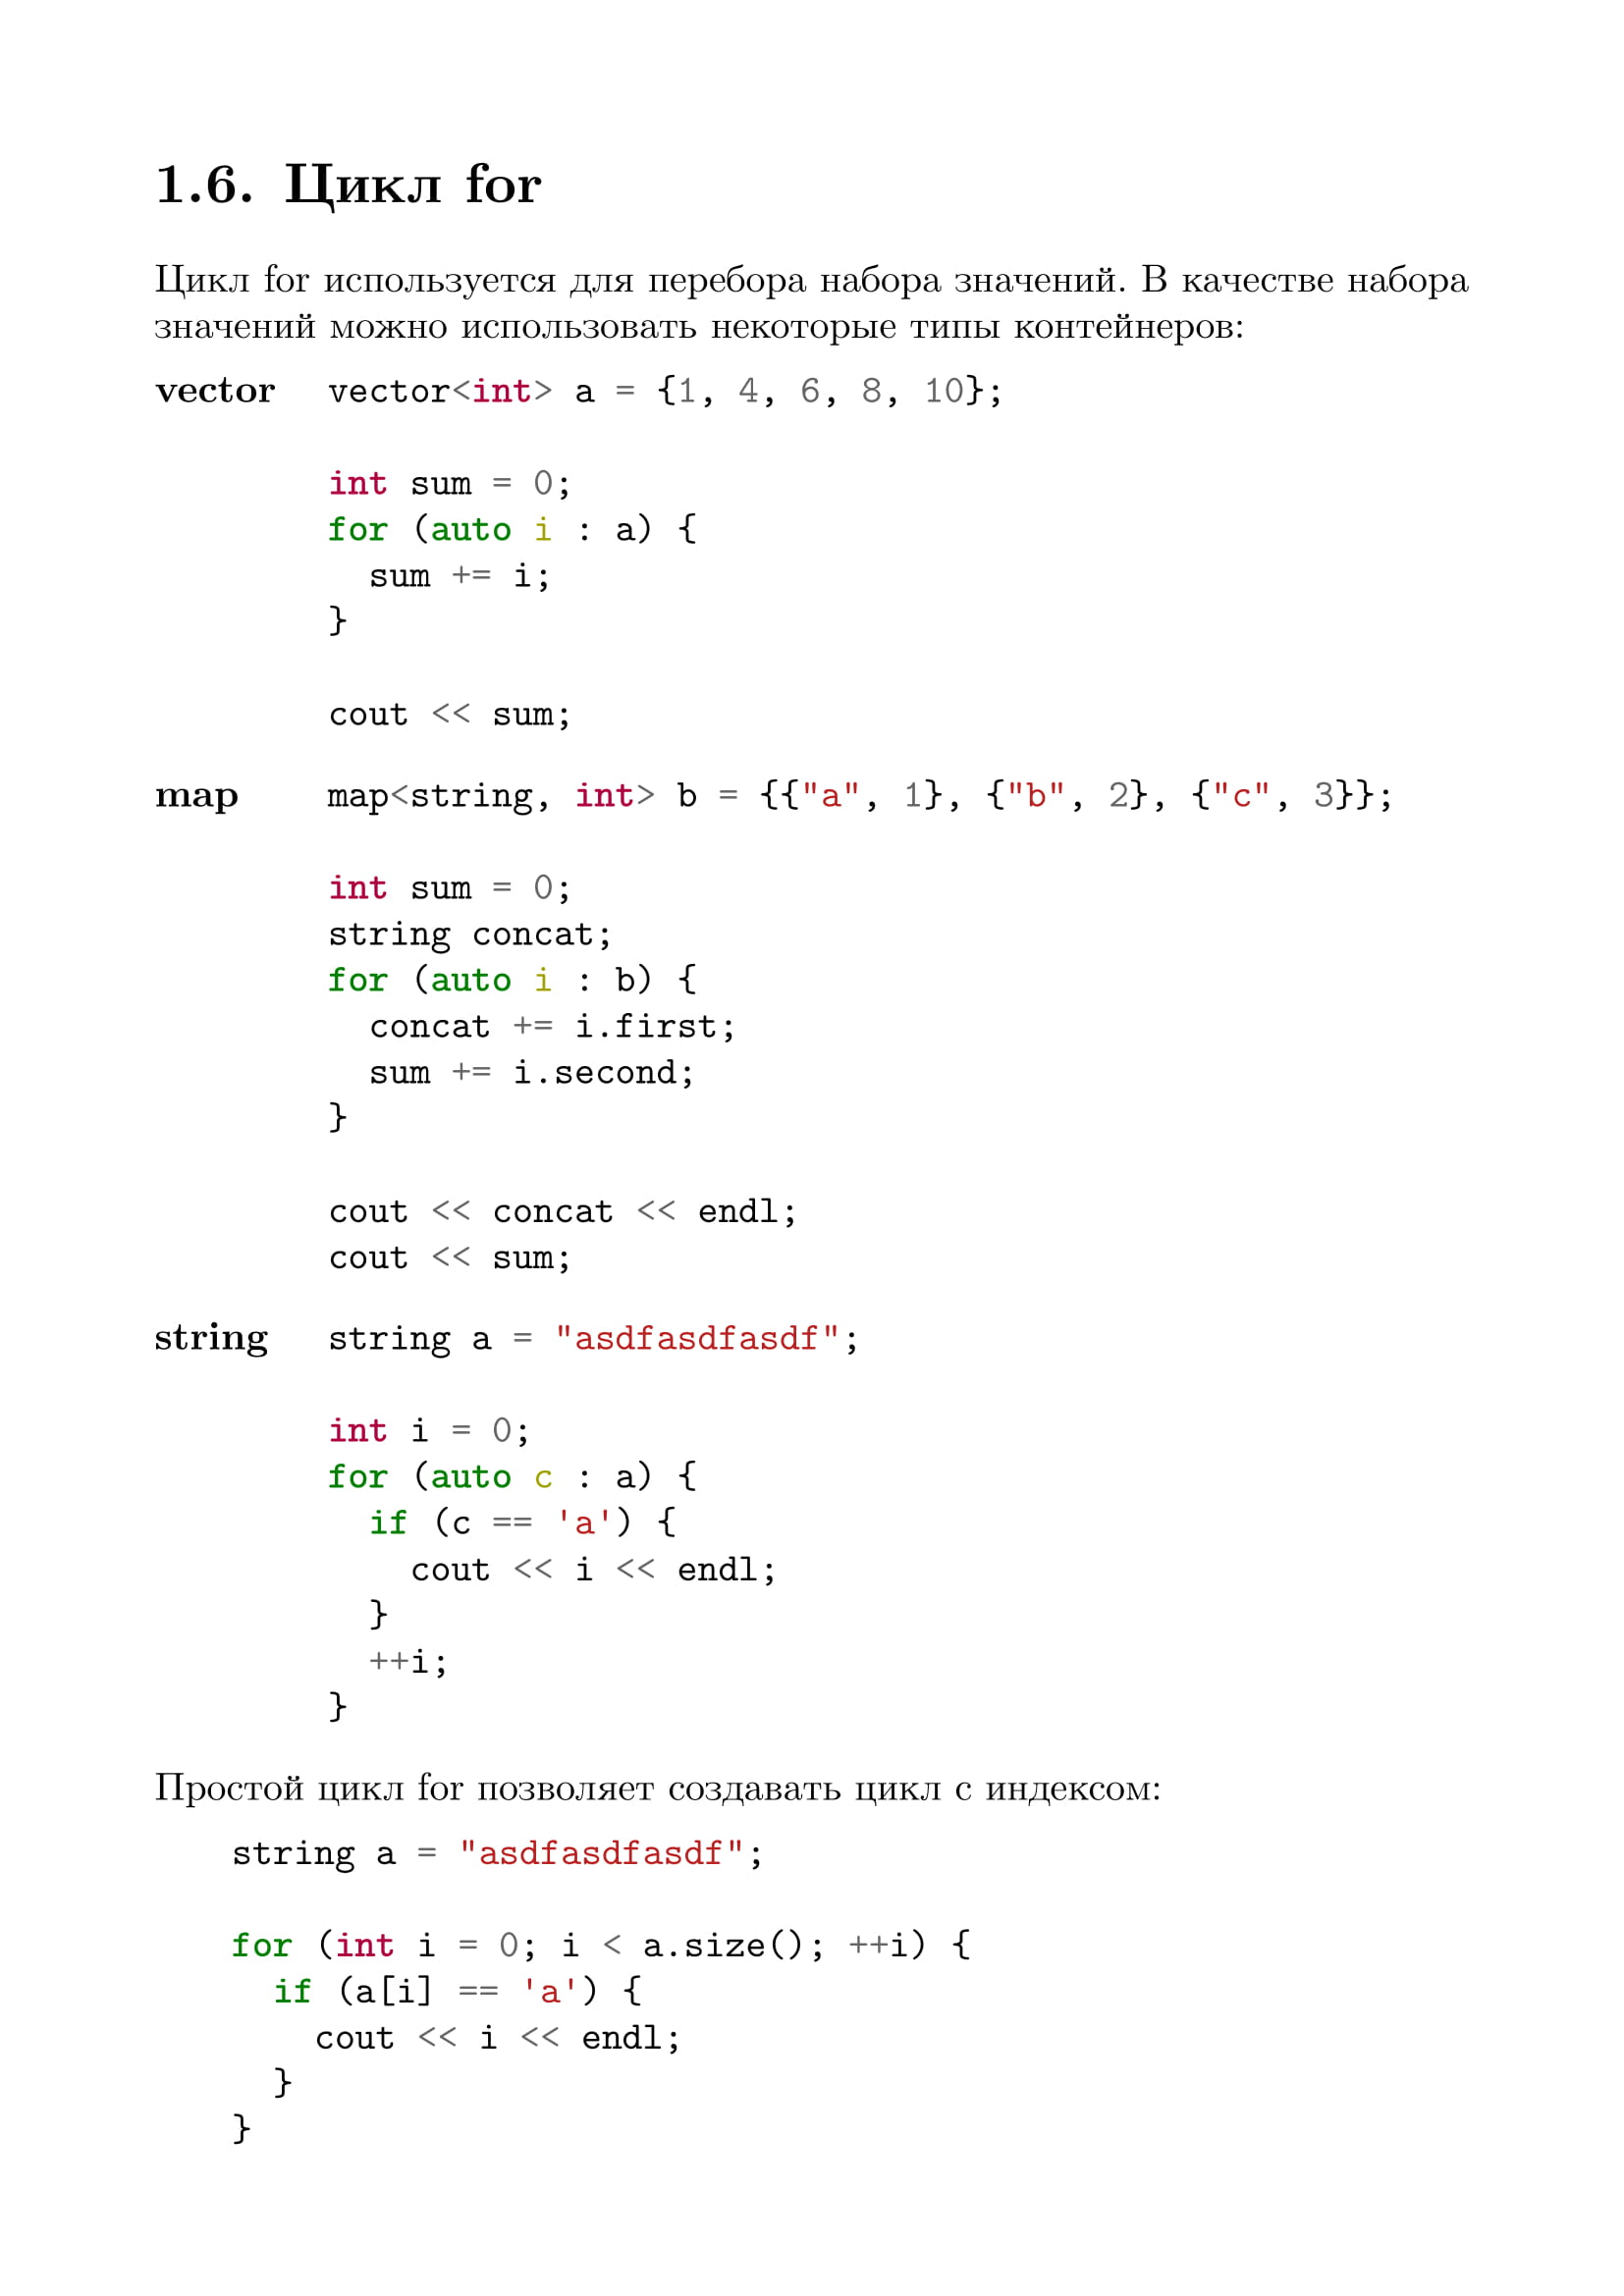 1.6. Цикл for
Цикл for используется для перебора набора значений. В качестве набора
значений можно использовать некоторые типы контейнеров:
vector vector<int> a = {1, 4, 6, 8, 10};
int sum = 0;
for (auto i : a) {
  sum += i;
}
cout << sum;
map map<string, int> b = {{"a", 1}, {"b", 2}, {"c", 3}};
int sum = 0;
string concat;
for (auto i : b) {
  concat += i.first;
  sum += i.second;
}
cout << concat << endl;
cout << sum;
string string a = "asdfasdfasdf";
int i = 0;
for (auto c : a) {
  if (c == 'a') {
    cout << i << endl;
  }
  ++i;
}
Простой цикл for позволяет создавать цикл с индексом:
string a = "asdfasdfasdf";
for (int i = 0; i < a.size(); ++i) {
  if (a[i] == 'a') {
    cout << i << endl;
  }
}